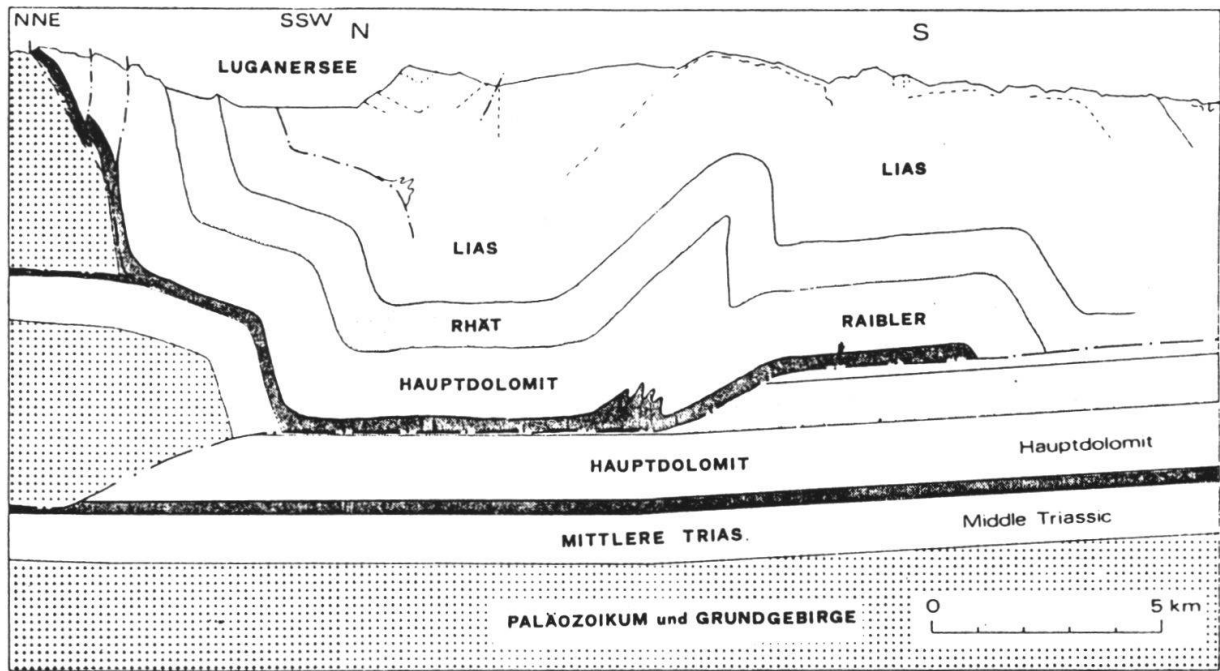 NNE
SSW
N
S
LUGANERSEE
LIAS
LIAS
RHÄT
RAIBLER
HAUPTDOLOMIT
HAUPTDOLOMIT
Hauptdolomit
MITTLERE TRIAS.
Middle Triassic
PALÄOZOIKUM und GRUNDGEBIRGE
0
5 km